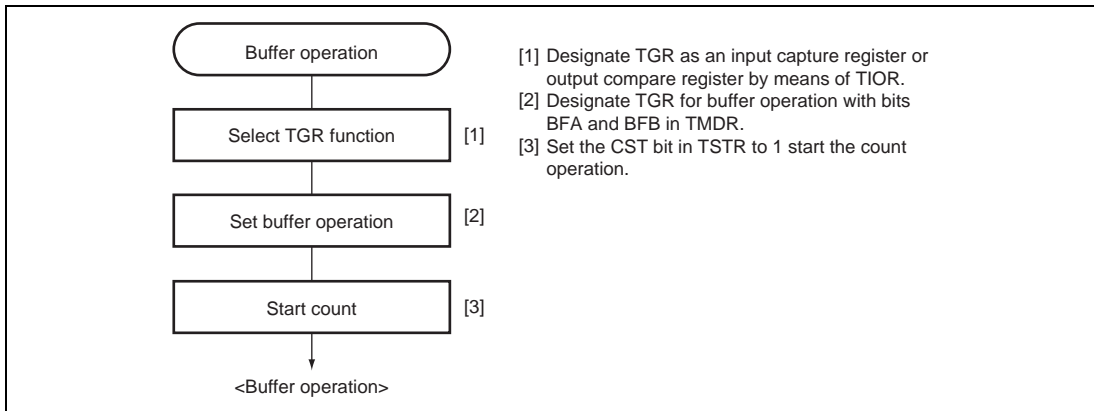 Buffer operation
Select TGR function
[1]
Set buffer operation
[2]
Start count
[3]
<Buffer operation>
[1] Designate TGR as an input capture register or
output compare register by means of TIOR.
[2] Designate TGR for buffer operation with bits
BFA and BFB in TMDR.
[3] Set the CST bit in TSTR to 1 start the count
operation.